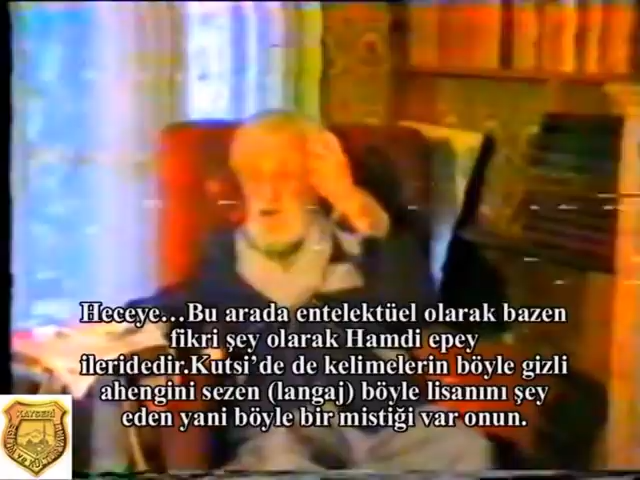 Heceye...Bu arada entelektüel olarak bazen
fikri şey olarak Hamdi epey
ileridedir.Kutsi'de de kelimelerin böyle gizli
ahengini sezen (langaj) böyle lisanını şey
eden yani böyle bir mistiği var onun.
KAYSERİ